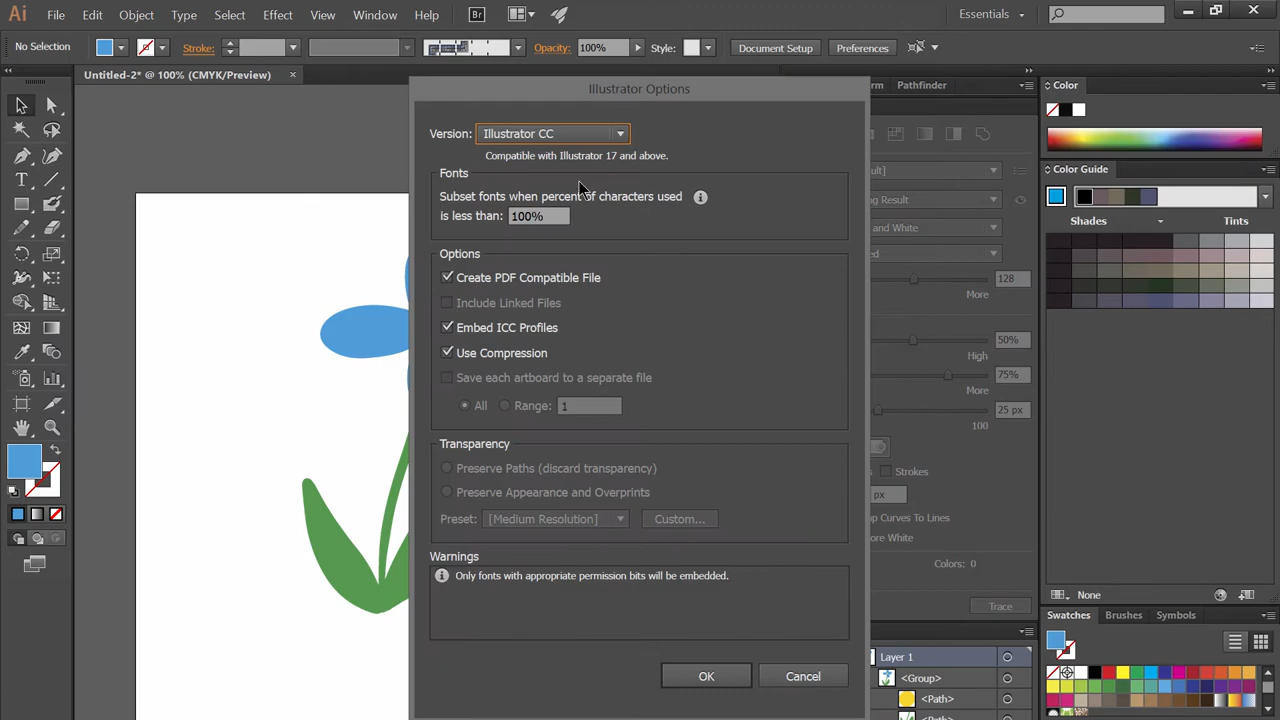 Ai File Edit Object Type Select Effect View Window Help Br Essentials
No Selection Stroke: Opacity: 100% Style: Document Setup Preferences
Untitled-2* @ 100% (CMYK/Preview) ×
Illustrator Options
Version: Illustrator CC
Compatible with Illustrator 17 and above.
Fonts
Subset fonts when percent of characters used
is less than: 100%
Options
Create PDF Compatible File
Include Linked Files
Embed ICC Profiles
Use Compression
Save each artboard to a separate file
All Range: 1
Transparency
Preserve Paths (discard transparency)
Preserve Appearance and Overprints
Preset: [Medium Resolution] Custom...
Warnings
Only fonts with appropriate permission bits will be embedded.
OK Cancel
Pathfinder
128
More
50%
High
75%
More
25 px
100
Strokes
px
Curves To Lines
White
Colors: 0
Trace
Layer 1
<Group>
<Path>
<Path>
Color
Color Guide
Shades Tints
None
Swatches Brushes Symbols